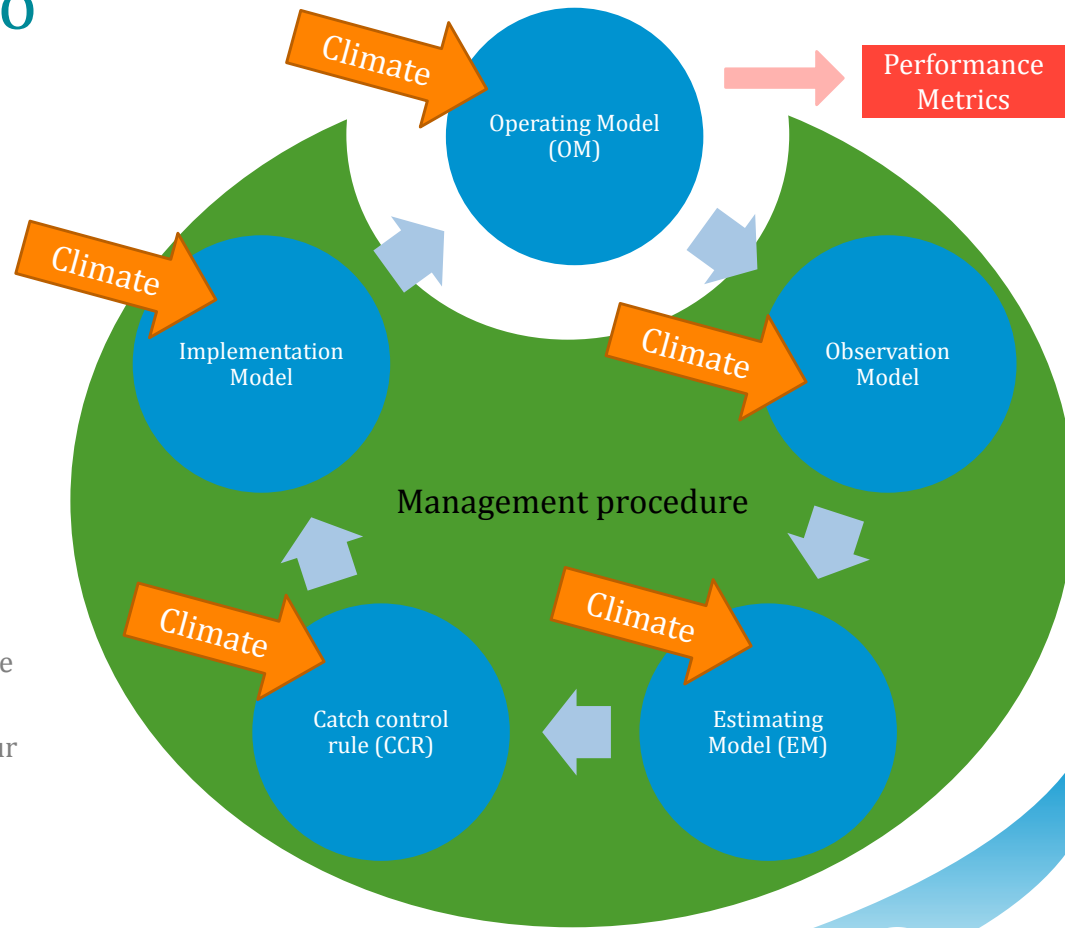 o
Climate
Operating Model
(OM)
Performance
Metrics
Climate
Implementation
Model
Climate
Observation
Model
Management procedure
Climate
Catch control
rule (CCR)
Climate
Estimating
Model (EM)
e
ur